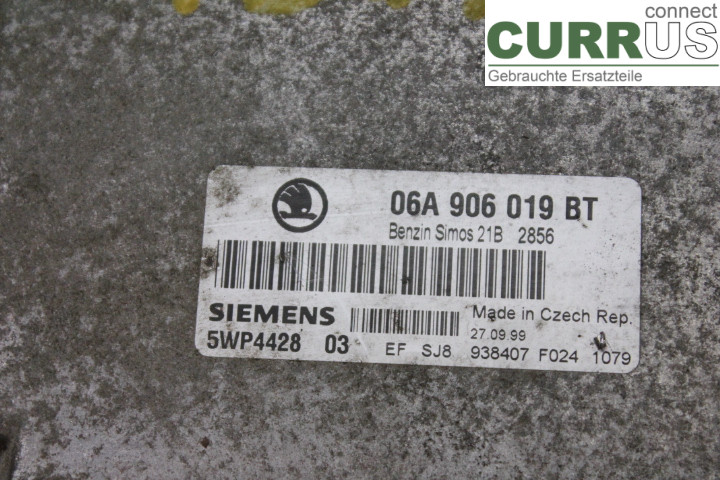 connect
CURRUS
Gebrauchte Ersatzteile
06A 906 019 BT
Benzin Simos 21B 2856
SIEMENS
Made in Czech Rep.
27.09.99
5WP4428 03
EF SJ8 938407 F024 1079